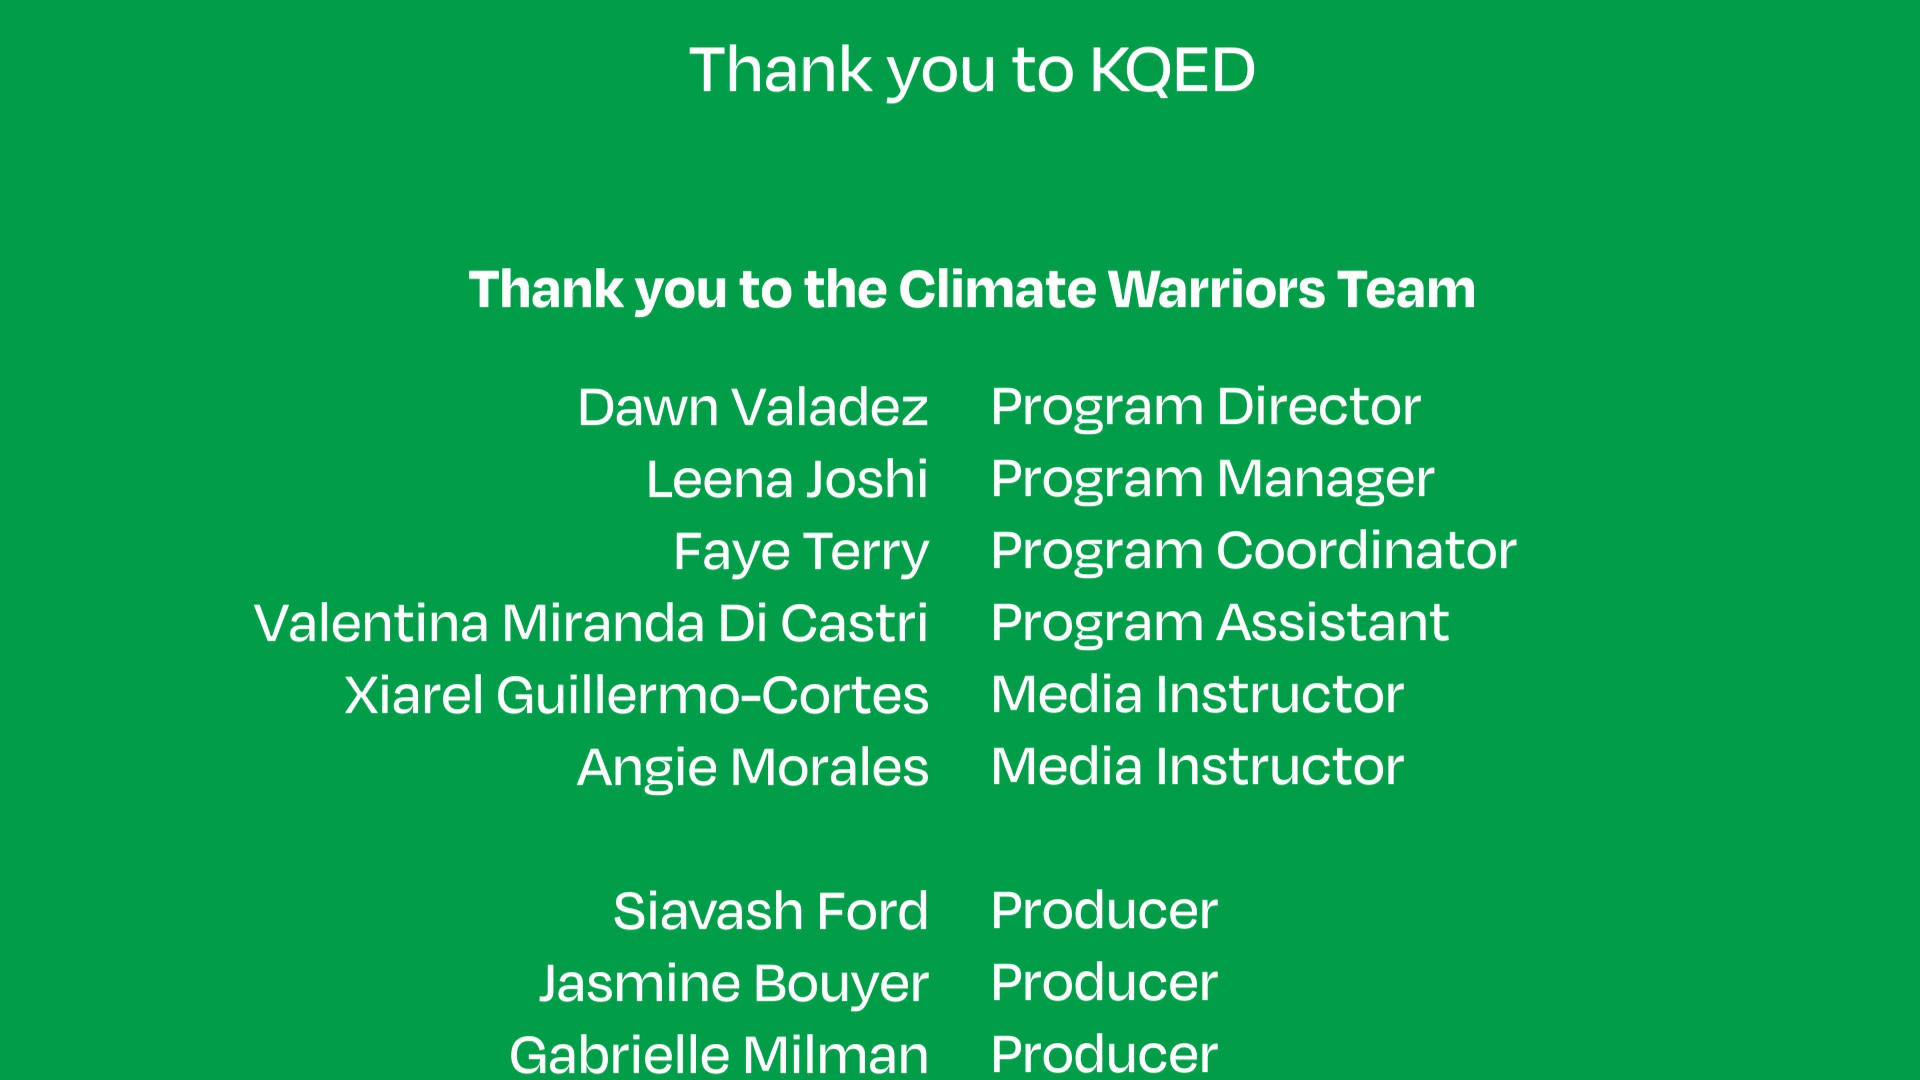 Thank you to KQED
Thank you to the Climate Warriors Team
Dawn Valadez Program Director
Leena Joshi Program Manager
Faye Terry Program Coordinator
Valentina Miranda Di Castri Program Assistant
Xiarel Guillermo-Cortes Media Instructor
Angie Morales Media Instructor
Siavash Ford Producer
Jasmine Bouyer Producer
Gabrielle Milman Producer